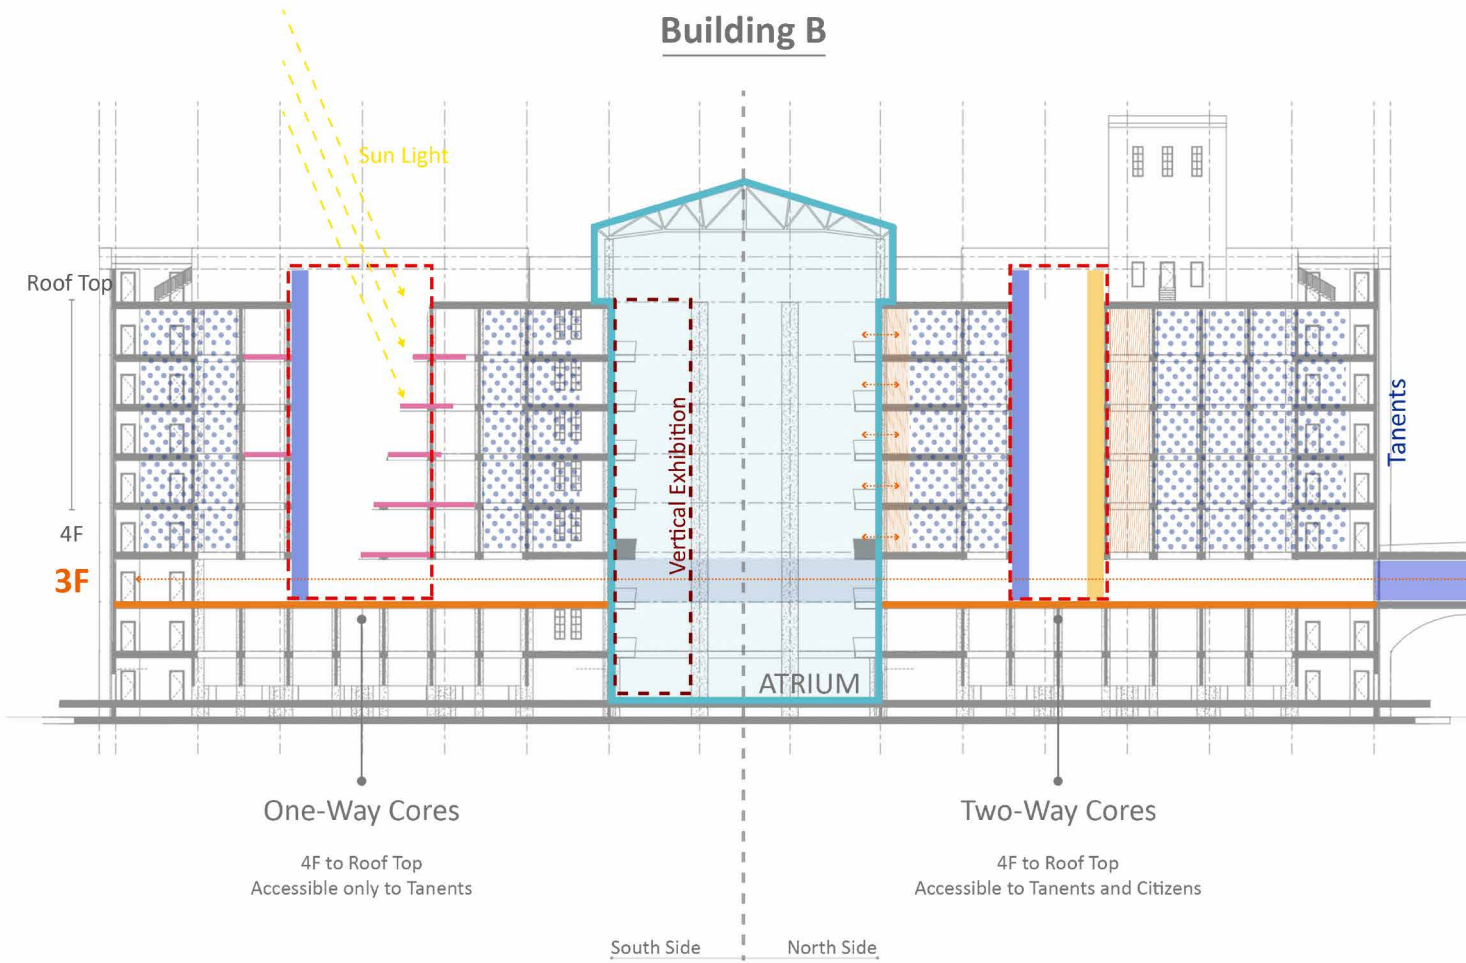 Building B
Sun Light
Roof Top
4F
3F
Vertical Exhibition
ATRIUM
Tanents
One-Way Cores
4F to Roof Top
Accessible only to Tanents
Two-Way Cores
4F to Roof Top
Accessible to Tanents and Citizens
South Side
North Side